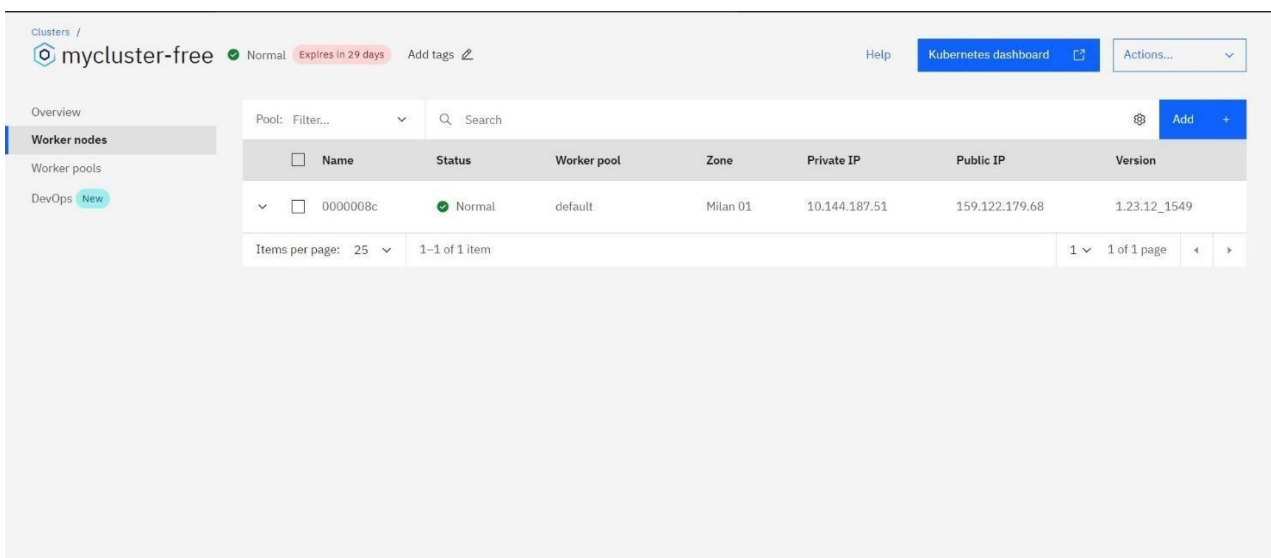 Clusters /
mycluster-free Normal Expires in 29 days Add tags Help Kubernetes dashboard Actions...
Overview
Worker nodes
Worker pools
DevOps New
Pool: Filter... Search Add +
Name Status Worker pool Zone Private IP Public IP Version
0000008c Normal default Milan 01 10.144.187.51 159.122.179.68 1.23.12_1549
Items per page: 25 1–1 of 1 item 1 1 of 1 page